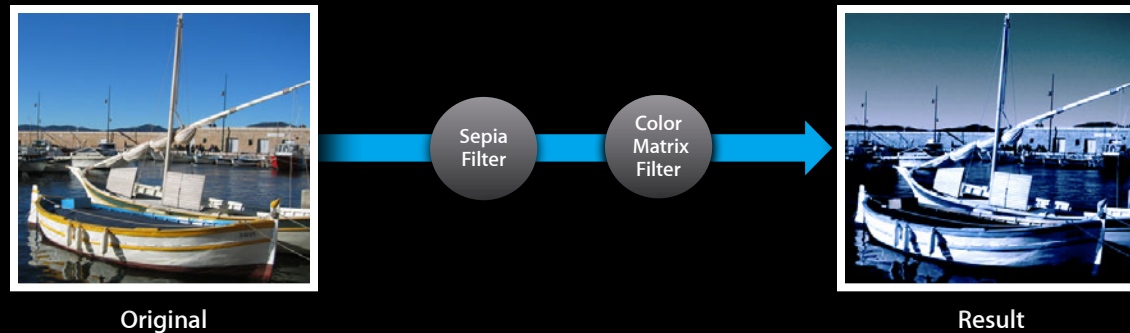 Sepia
Filter
Color
Matrix
Filter
Original
Result